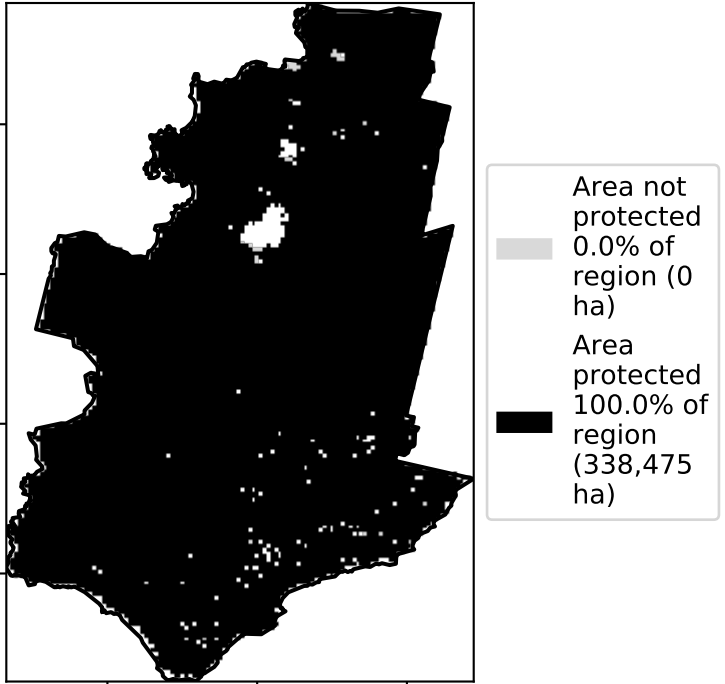 Area not
protected
0.0% of
region (0
ha)
Area
protected
100.0% of
region
(338,475
ha)